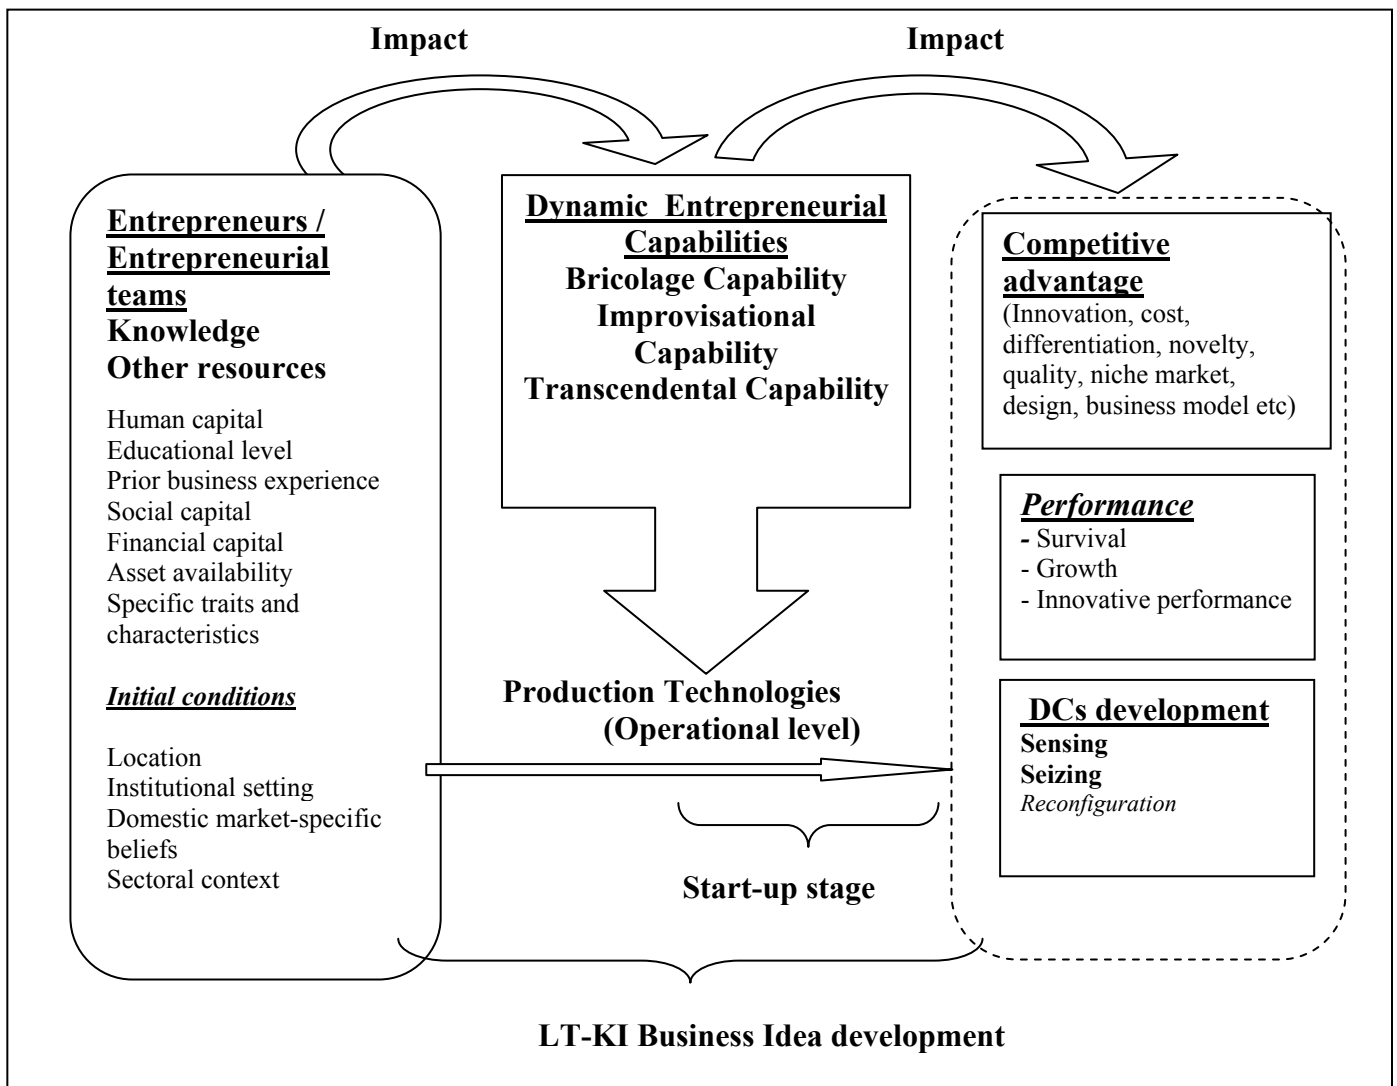 Impact
Impact
Entrepreneurs /
Entrepreneurial
teams
Knowledge
Other resources
Human capital
Educational level
Prior business experience
Social capital
Financial capital
Asset availability
Specific traits and
characteristics
Initial conditions
Location
Institutional setting
Domestic market-specific
beliefs
Sectoral context
Dynamic Entrepreneurial
Capabilities
Bricolage Capability
Improvisational
Capability
Transcendental Capability
Production Technologies
(Operational level)
Start-up stage
Competitive
advantage
(Innovation, cost,
differentiation, novelty,
quality, niche market,
design, business model etc)
Performance
- Survival
- Growth
- Innovative performance
DCs development
Sensing
Seizing
Reconfiguration
LT-KI Business Idea development